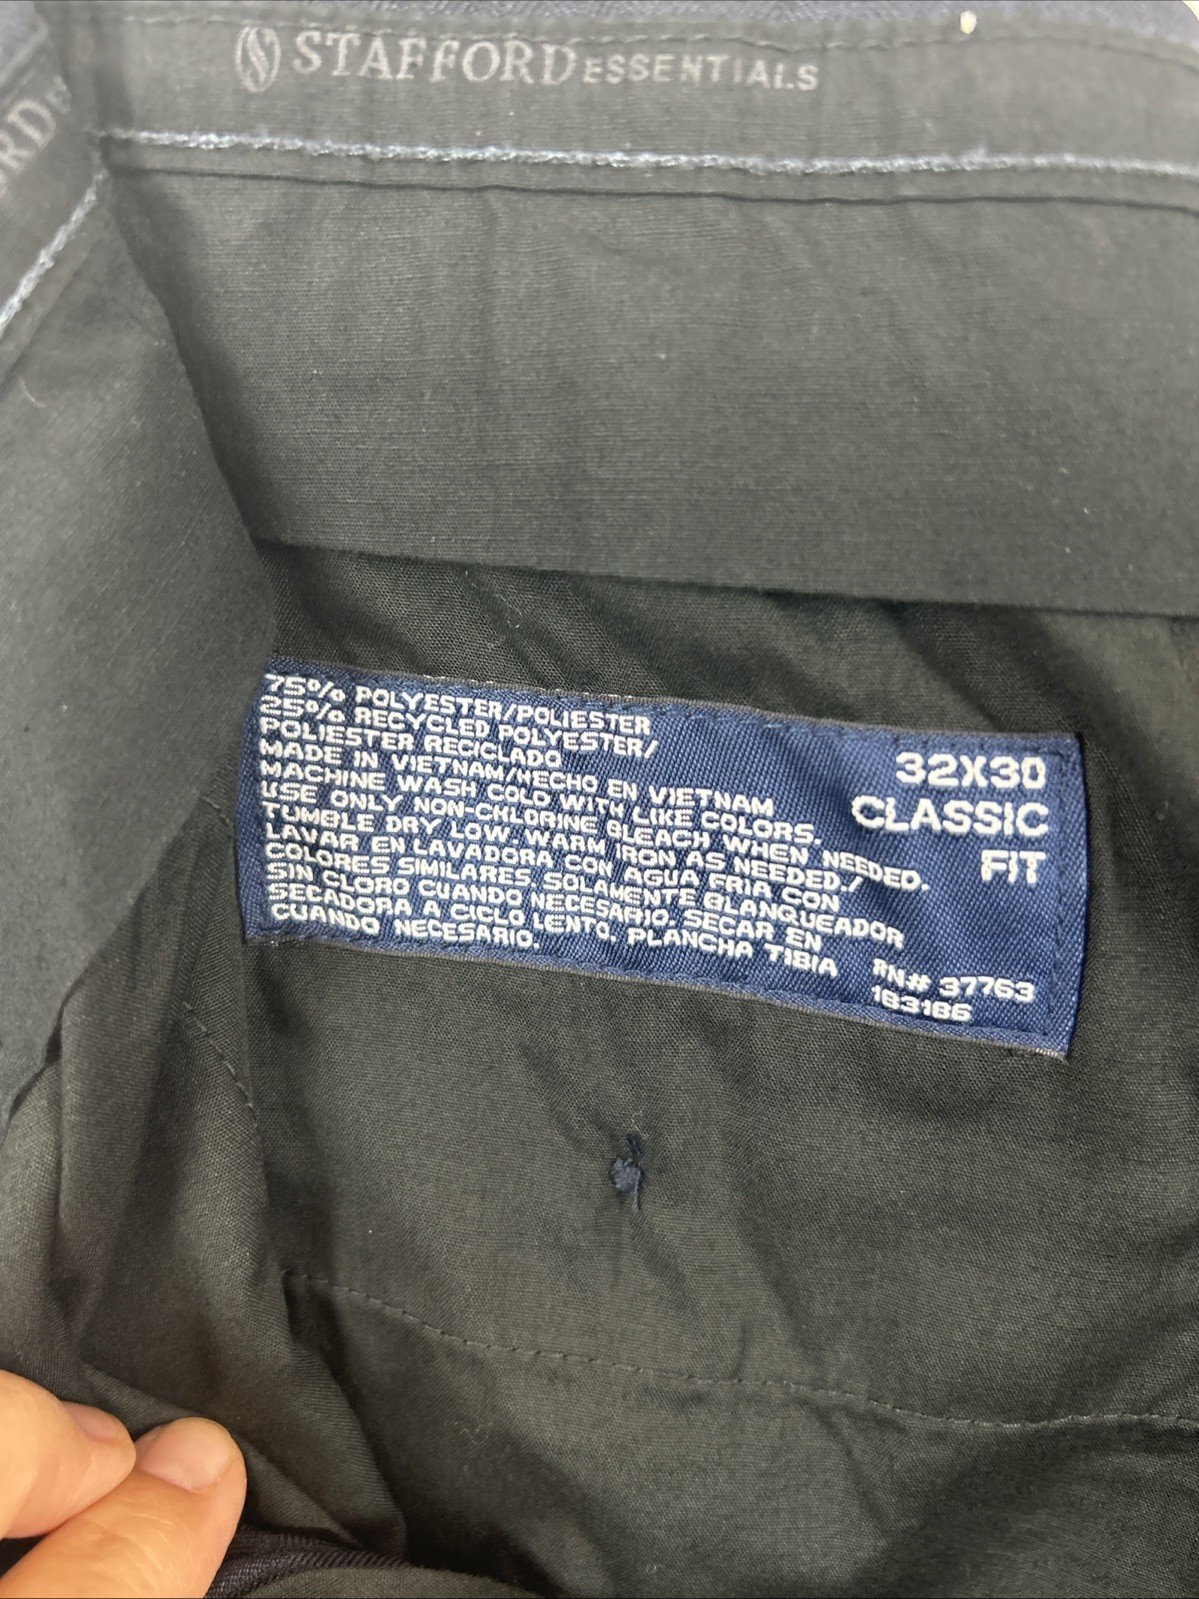 STAFFORD ESSENTIALS
75% POLYESTER/POLIESTER
25% RECYCLED POLYESTER/
POLIESTER RECICLADO
MADE IN VIETNAM/HECHO EN VIETNAM
MACHINE WASH COLD WITH LIKE COLORS.
USE ONLY NON-CHLORINE BLEACH WHEN NEEDED.
TUMBLE DRY LOW. WARM IRON AS NEEDED./
LAVAR EN LAVADORA CON AGUA FRIA CON
COLORES SIMILARES. SOLAMENTE BLANQUEADOR
SIN CLORO CUANDO NECESARIO. SECAR EN
SECADORA A CICLO LENTO. PLANCHA TIBIA
CUANDO NECESARIO.
32X30
CLASSIC
FIT
RN# 37763
183186